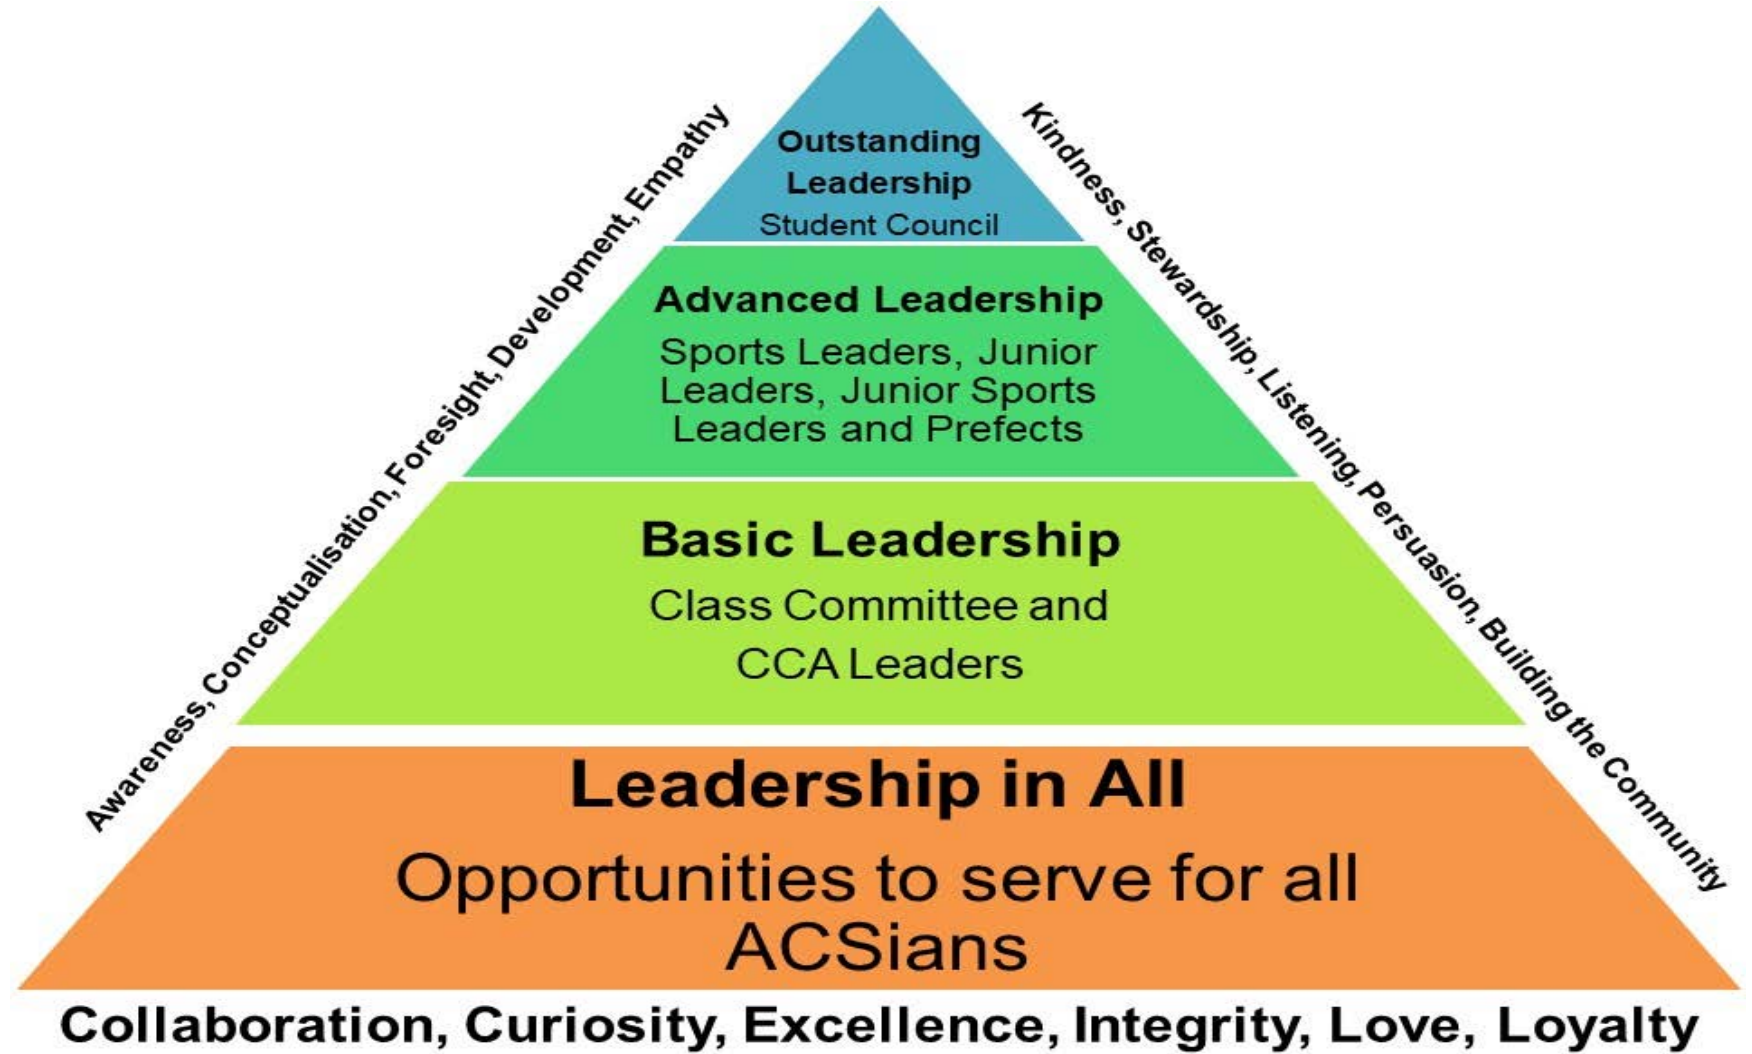 Outstanding
Leadership
Student Council
Advanced Leadership
Sports Leaders, Junior
Leaders, Junior Sports
Leaders and Prefects
Basic Leadership
Class Committee and
CCA Leaders
Leadership in All
Opportunities to serve for all
ACSians
Awareness, Conceptualisation, Foresight, Development, Empathy
Kindness, Stewardship, Listening, Persuasion, Building the Community
Collaboration, Curiosity, Excellence, Integrity, Love, Loyalty